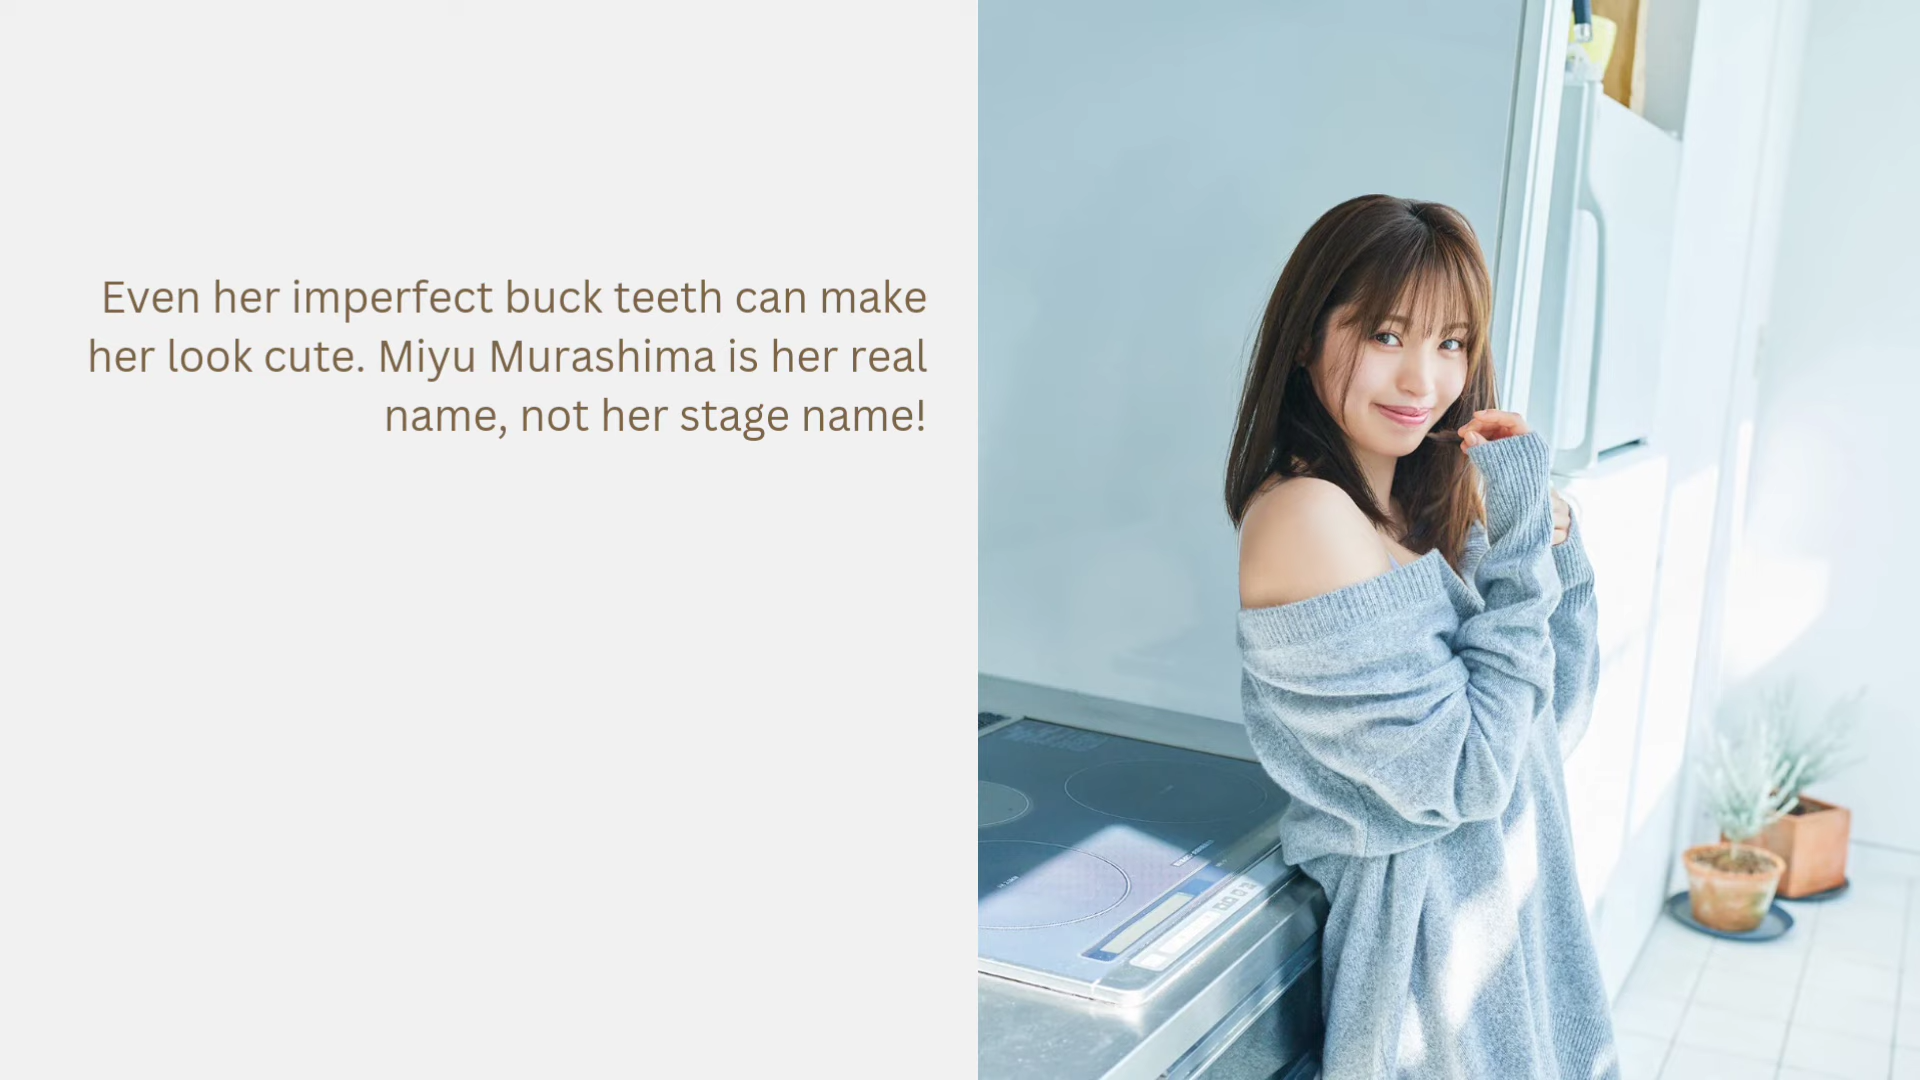 Even her imperfect buck teeth can make
her look cute. Miyu Murashima is her real
name, not her stage name!